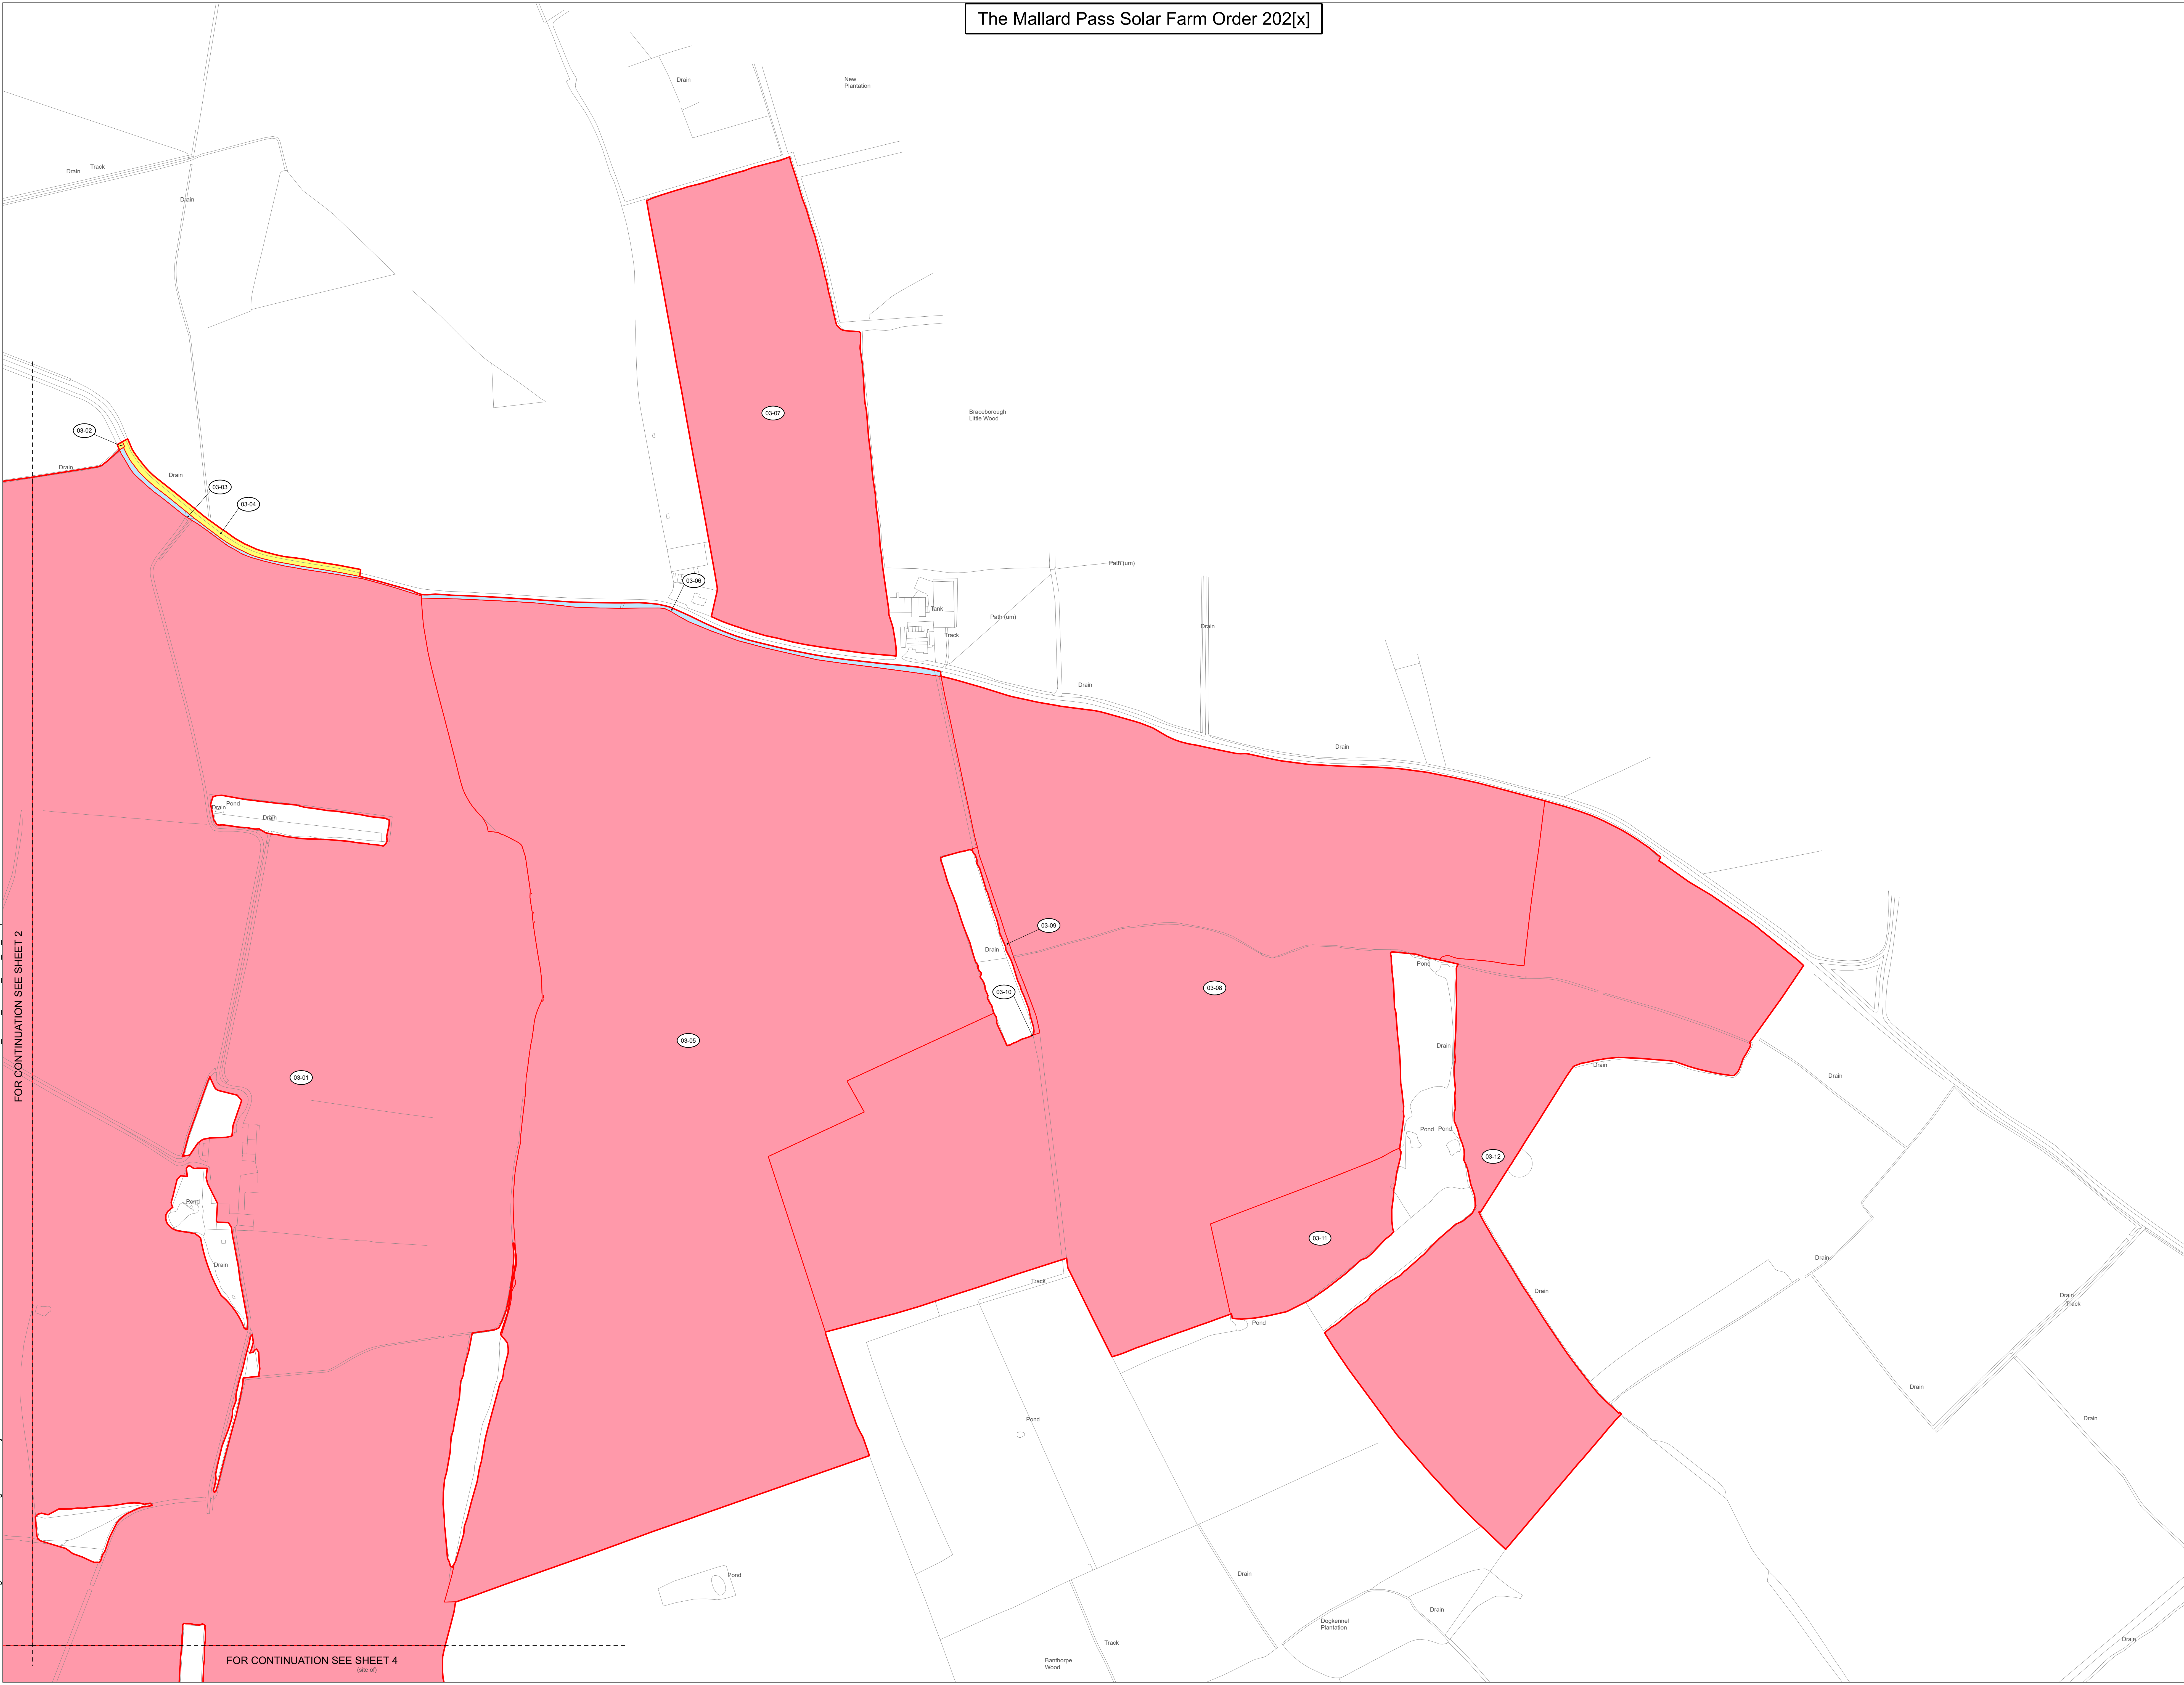 The Mallard Pass Solar Farm Order 202[x]
Drain
New
Plantation
Track
Drain
Drain
Braceborough
Little Wood
03-07
03-02
Drain
Drain
03-03
03-04
Path (um)
03-06
Tank
Path (um)
Track
Drain
Drain
Drain
Pond
Drain
Drain
03-09
Drain
Pond
03-10
03-08
FOR CONTINUATION SEE SHEET 2
03-05
Drain
Drain
Drain
03-01
Pond
Pond
03-12
Pond
03-11
Drain
Drain
Track
Drain
Drain
Track
Pond
Drain
Pond
Drain
Pond
Drain
Drain
Dogkennel
Plantation
Drain
Track
Banthorpe
Wood
FOR CONTINUATION SEE SHEET 4
(site of)